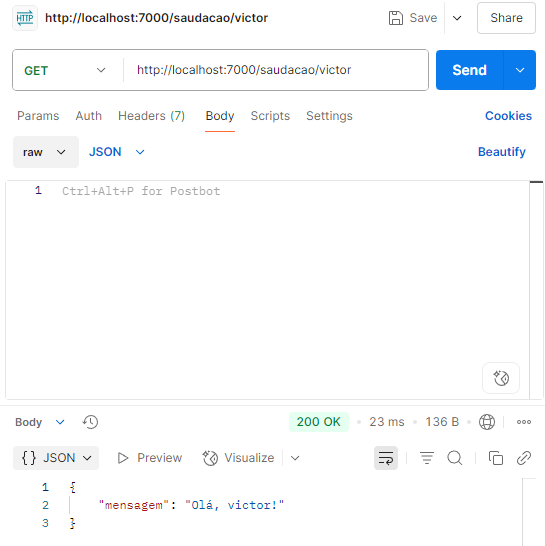 HTTP http://localhost:7000/saudacao/victor Save Share
GET http://localhost:7000/saudacao/victor Send
Params Auth Headers (7) Body Scripts Settings Cookies
raw JSON Beautify
1 Ctrl+Alt+P for Postbot
Body 200 OK • 23 ms • 136 B
{} JSON Preview Visualize
1 {
2 "mensagem": "Olá, victor!"
3 }